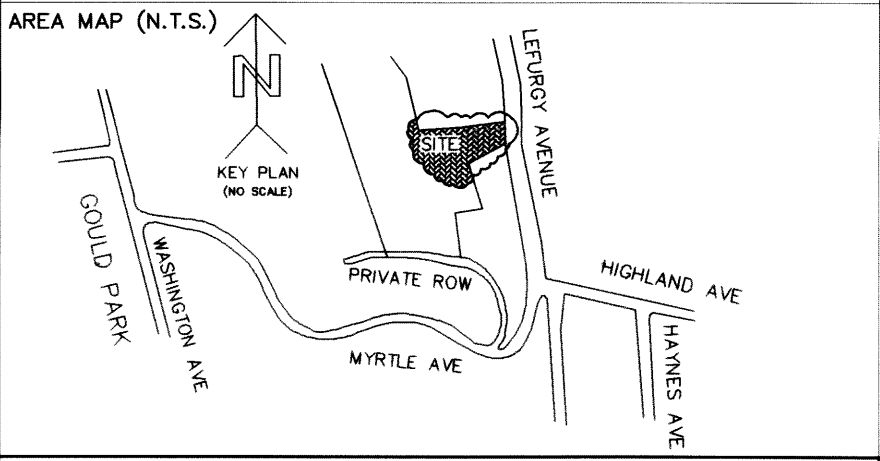 AREA MAP (N.T.S.)
N
KEY PLAN
(NO SCALE)
LEFURGY AVENUE
SITE
GOULD PARK
WASHINGTON AVE
PRIVATE ROW
HIGHLAND AVE
MYRTLE AVE
HAYNES AVE